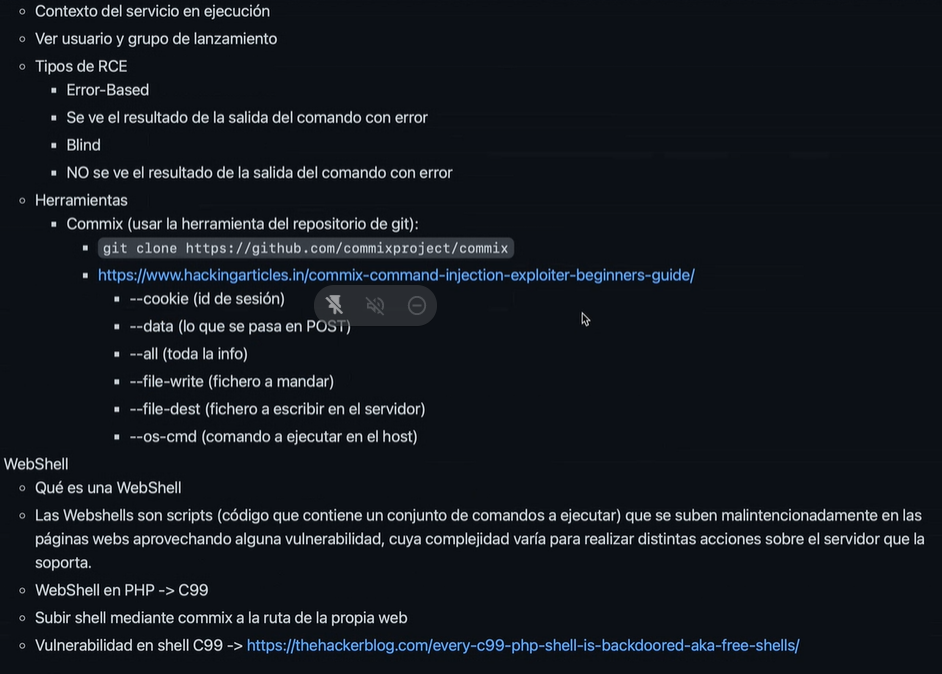 Contexto del servicio en ejecución
Ver usuario y grupo de lanzamiento
Tipos de RCE
Error-Based
Se ve el resultado de la salida del comando con error
Blind
NO se ve el resultado de la salida del comando con error
Herramientas
Commix (usar la herramienta del repositorio de git):
git clone https://github.com/commixproject/commix
https://www.hackingarticles.in/commix-command-injection-exploiter-beginners-guide/
--cookie (id de sesión)
--data (lo que se pasa en POST)
--all (toda la info)
--file-write (fichero a mandar)
--file-dest (fichero a escribir en el servidor)
--os-cmd (comando a ejecutar en el host)
WebShell
Qué es una WebShell
Las Webshells son scripts (código que contiene un conjunto de comandos a ejecutar) que se suben malintencionadamente en las
páginas webs aprovechando alguna vulnerabilidad, cuya complejidad varía para realizar distintas acciones sobre el servidor que la
soporta.
WebShell en PHP -> C99
Subir shell mediante commix a la ruta de la propia web
Vulnerabilidad en shell C99 -> https://thehackerblog.com/every-c99-php-shell-is-backdoored-aka-free-shells/